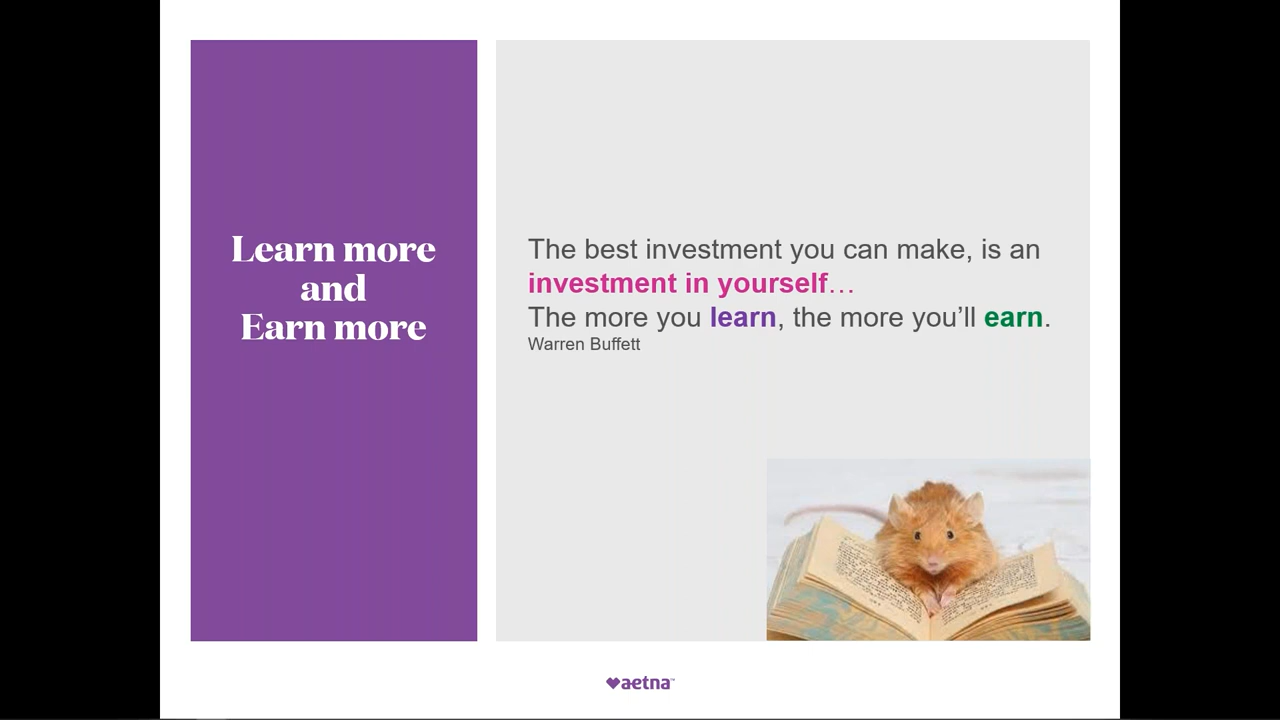 Learn more
and
Earn more
The best investment you can make, is an
investment in yourself…
The more you learn, the more you’ll earn.
Warren Buffett
aetna™